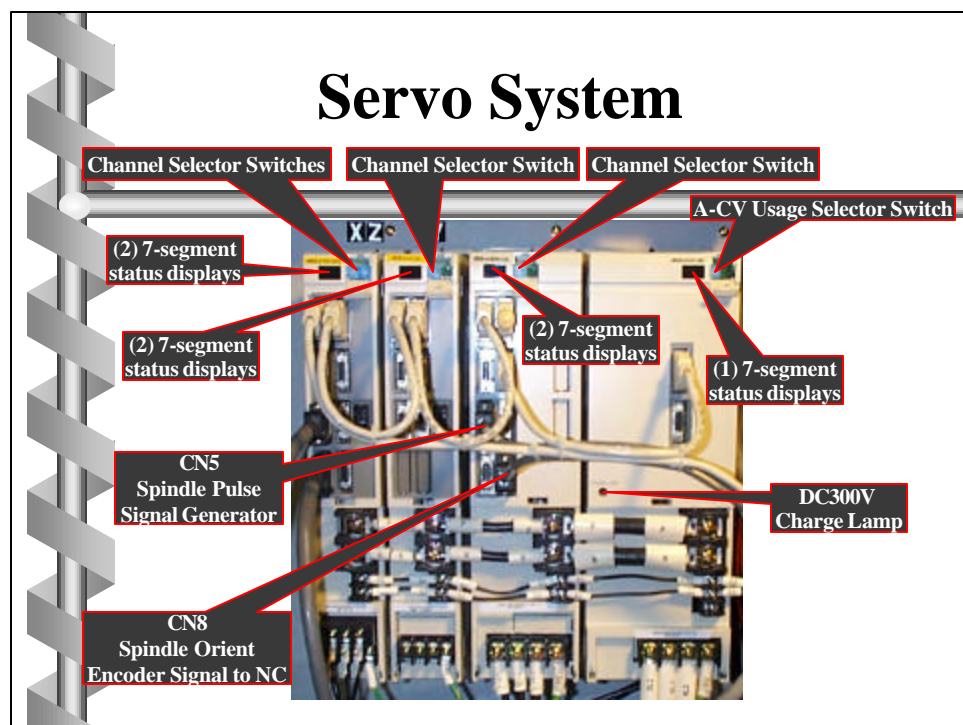 Servo System
Channel Selector Switches
Channel Selector Switch
Channel Selector Switch
A-CV Usage Selector Switch
X Z
(2) 7-segment
status displays
(2) 7-segment
status displays
(2) 7-segment
status displays
(1) 7-segment
status displays
CN5
Spindle Pulse
Signal Generator
DC300V
Charge Lamp
CN8
Spindle Orient
Encoder Signal to NC